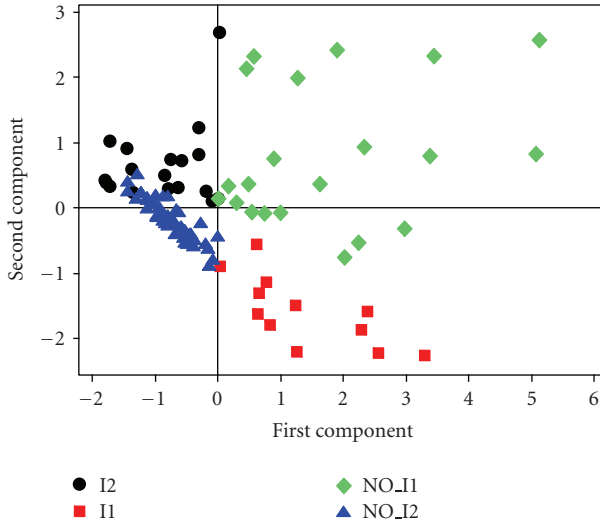 3
2
1
0
−1
−2
Second component
−2 −1 0 1 2 3 4 5 6
First component
I2
I1
NO_I1
NO_I2